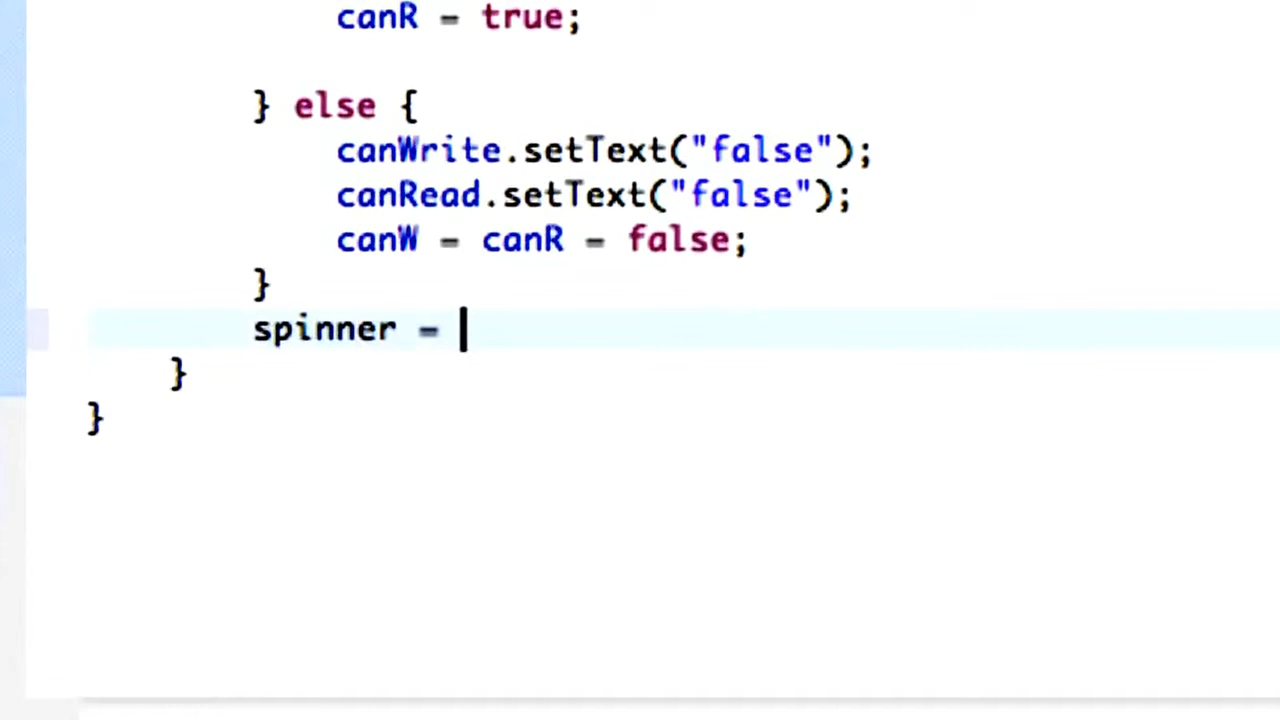 canR = true;
} else {
canWrite.setText("false");
canRead.setText("false");
canW = canR = false;
}
spinner =
}
}